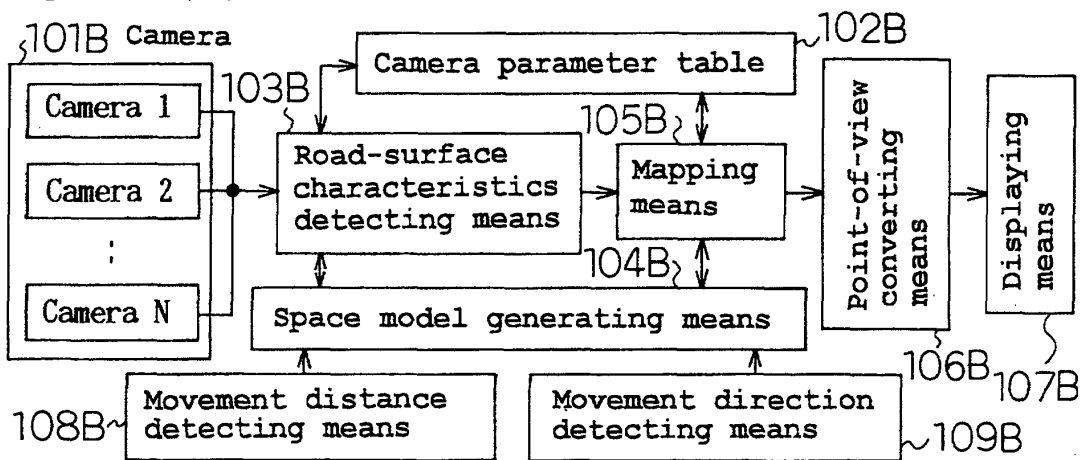 101B Camera
102B
Camera parameter table
103B
Camera 1
105B
Road-surface
characteristics
detecting means
Mapping
means
Camera 2
Point-of-view
converting
means
Displaying
means
104B
Camera N
Space model generating means
106B
107B
108B
Movement distance
detecting means
Movement direction
detecting means
109B